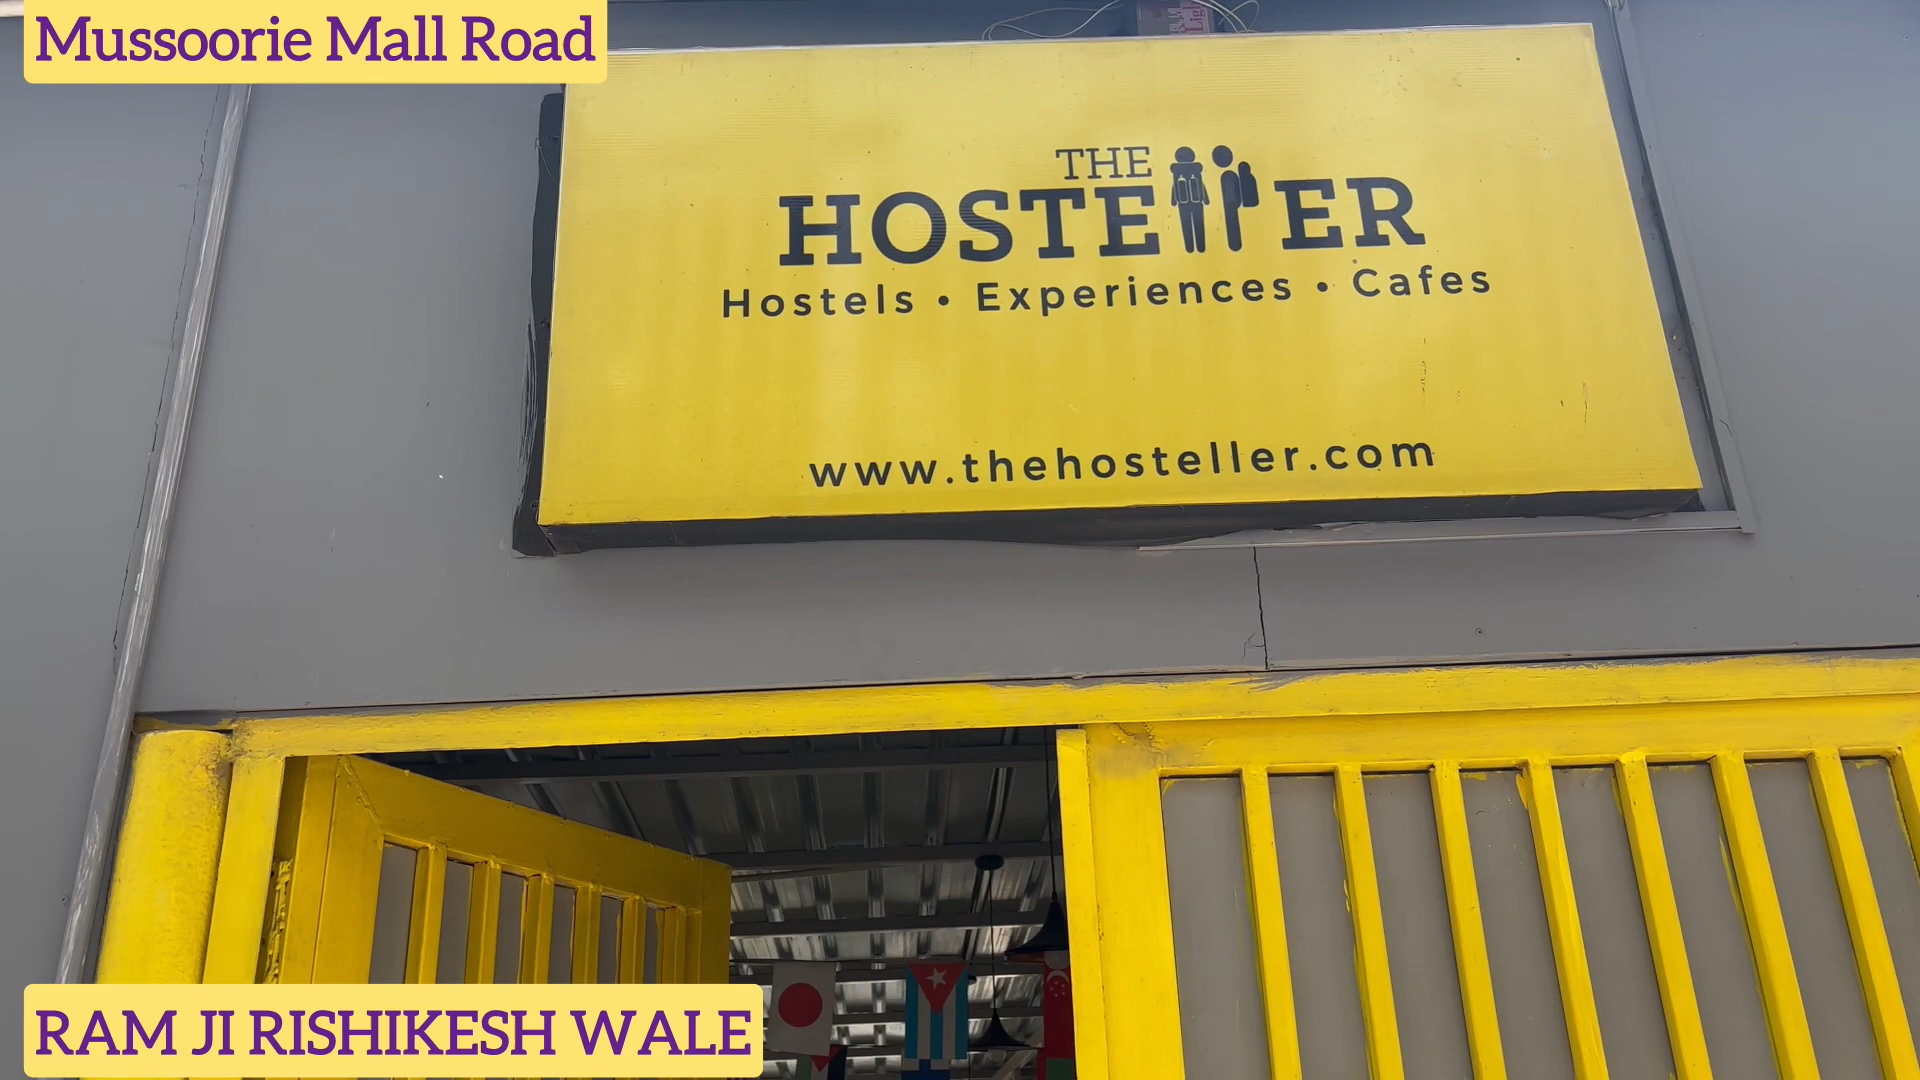 Mussoorie Mall Road
THE
HOSTELLER
Hostels • Experiences • Cafes
www.thehosteller.com
RAM JI RISHIKESH WALE